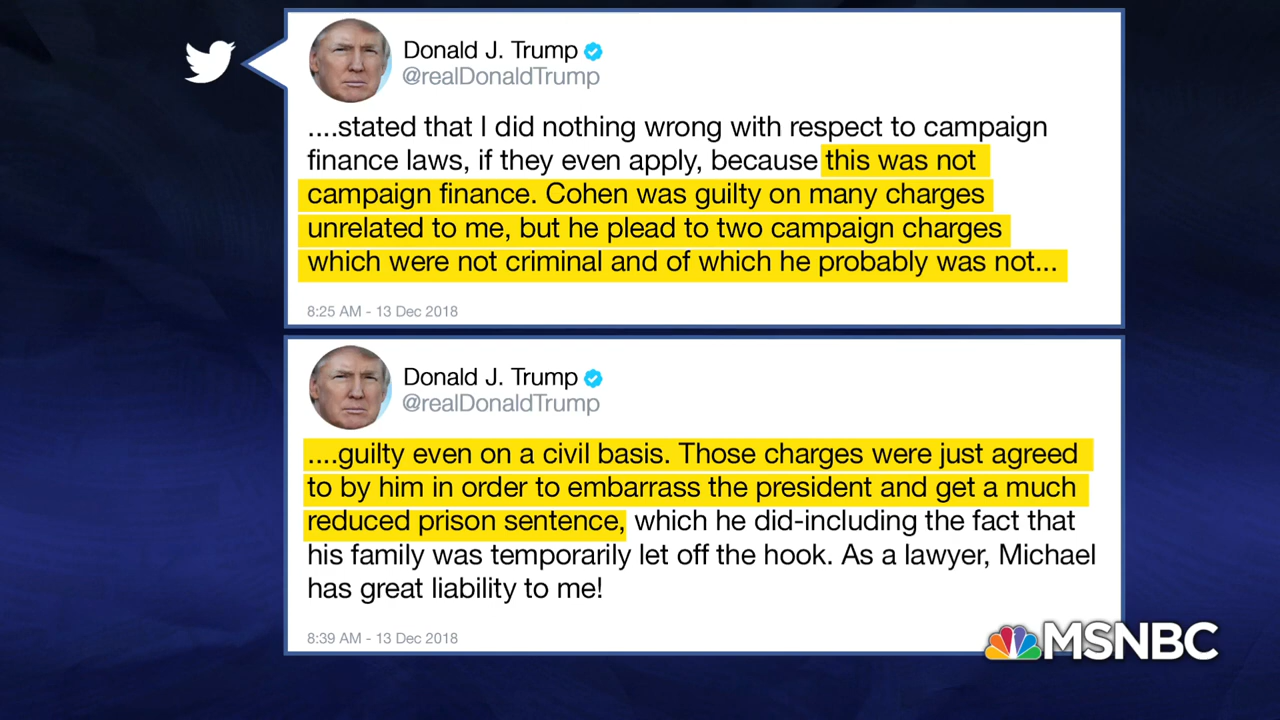 Donald J. Trump
@realDonaldTrump
....stated that I did nothing wrong with respect to campaign
finance laws, if they even apply, because this was not
campaign finance. Cohen was guilty on many charges
unrelated to me, but he plead to two campaign charges
which were not criminal and of which he probably was not...
8:25 AM - 13 Dec 2018
Donald J. Trump
@realDonaldTrump
....guilty even on a civil basis. Those charges were just agreed
to by him in order to embarrass the president and get a much
reduced prison sentence, which he did-including the fact that
his family was temporarily let off the hook. As a lawyer, Michael
has great liability to me!
8:39 AM - 13 Dec 2018
MSNBC